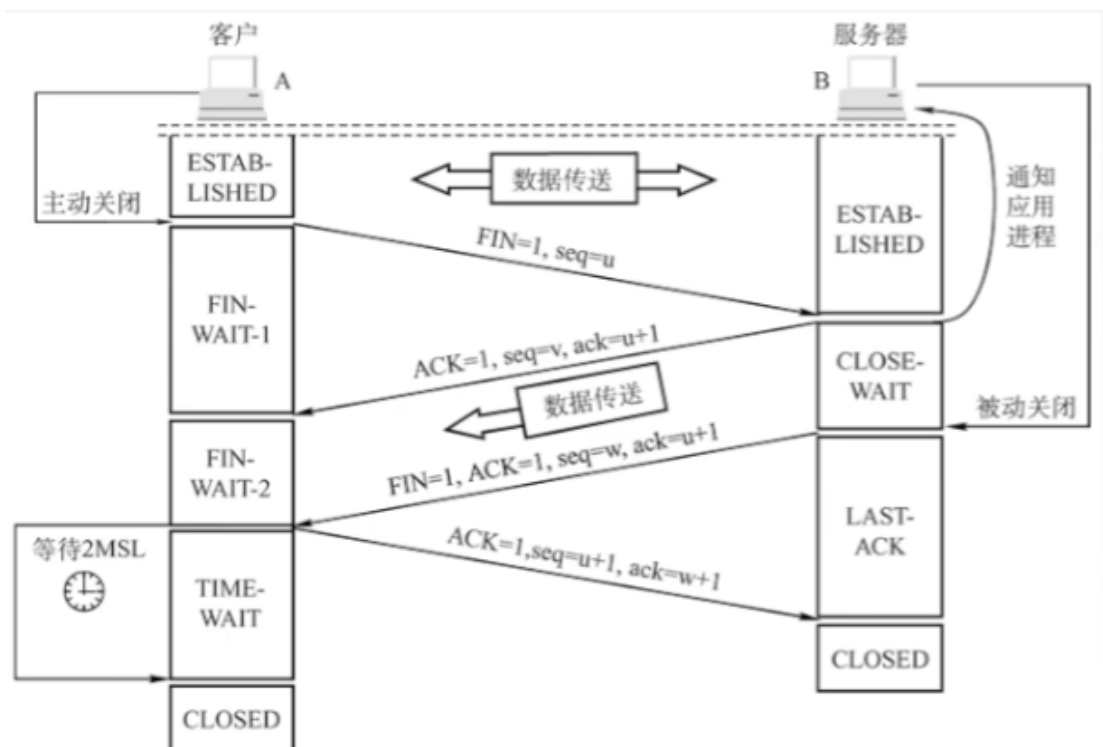 客户
服务器
A
B
ESTAB-
LISHED
数据传送
通知
应用
进程
主动关闭
FIN=1, seq=u
ESTAB-
LISHED
FIN-
WAIT-1
ACK=1, seq=v, ack=u+1
CLOSE-
WAIT
数据传送
被动关闭
FIN-
WAIT-2
FIN=1, ACK=1, seq=w, ack=u+1
LAST-
ACK
等待2MSL
ACK=1,seq=u+1, ack=w+1
TIME-
WAIT
CLOSED
CLOSED